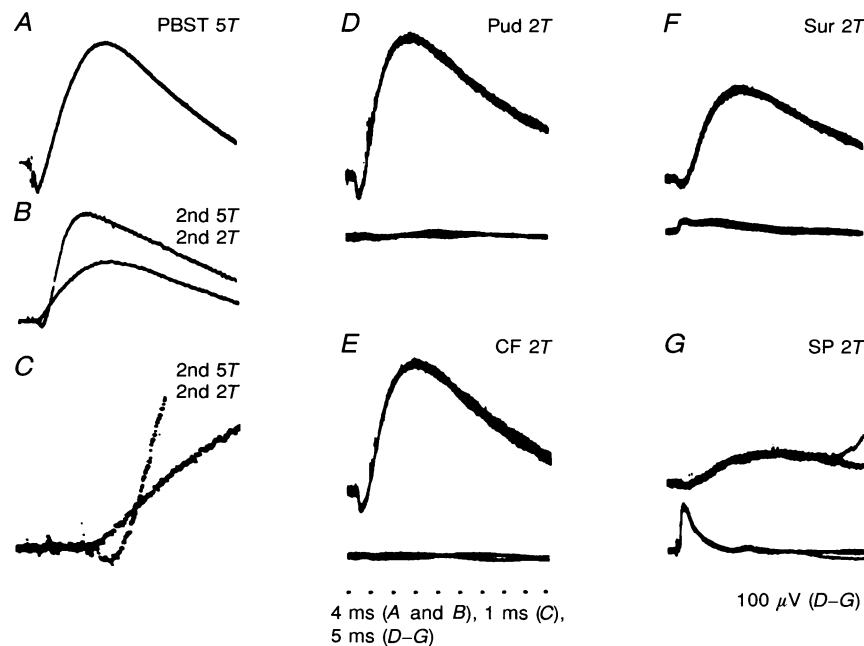 A
PBST 5T
B
2nd 5T
2nd 2T
C
2nd 5T
2nd 2T
D
Pud 2T
E
CF 2T
4 ms (A and B), 1 ms (C),
5 ms (D–G)
F
Sur 2T
G
SP 2T
100 μV (D–G)